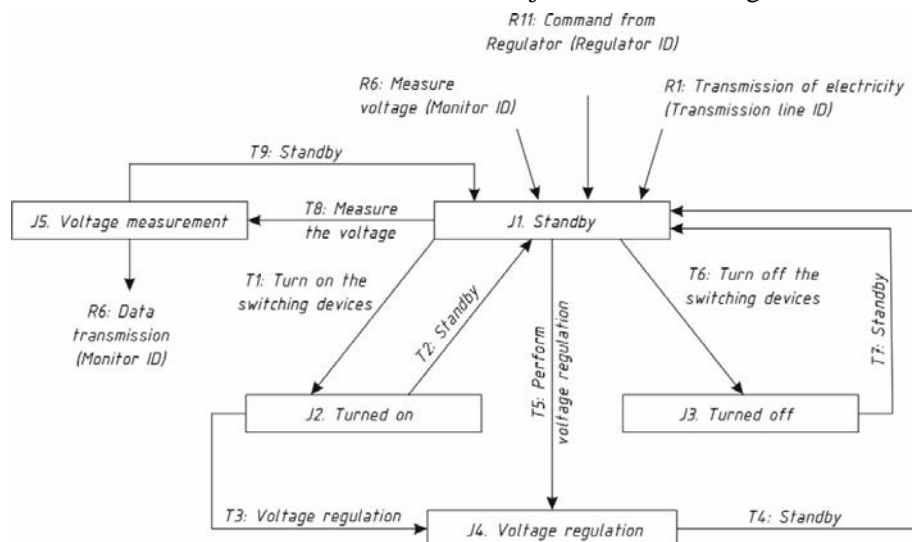 R11: Command from
Regulator (Regulator ID)
R6: Measure
voltage (Monitor ID)
R1: Transmission of electricity
(Transmission line ID)
T9: Standby
J5. Voltage measurement
T8: Measure
the voltage
J1. Standby
T1: Turn on the
switching devices
T2: Standby
T5: Perform
voltage regulation
T6: Turn off the
switching devices
T7: Standby
R6: Data
transmission
(Monitor ID)
J2. Turned on
J3. Turned off
T3: Voltage regulation
J4. Voltage regulation
T4: Standby